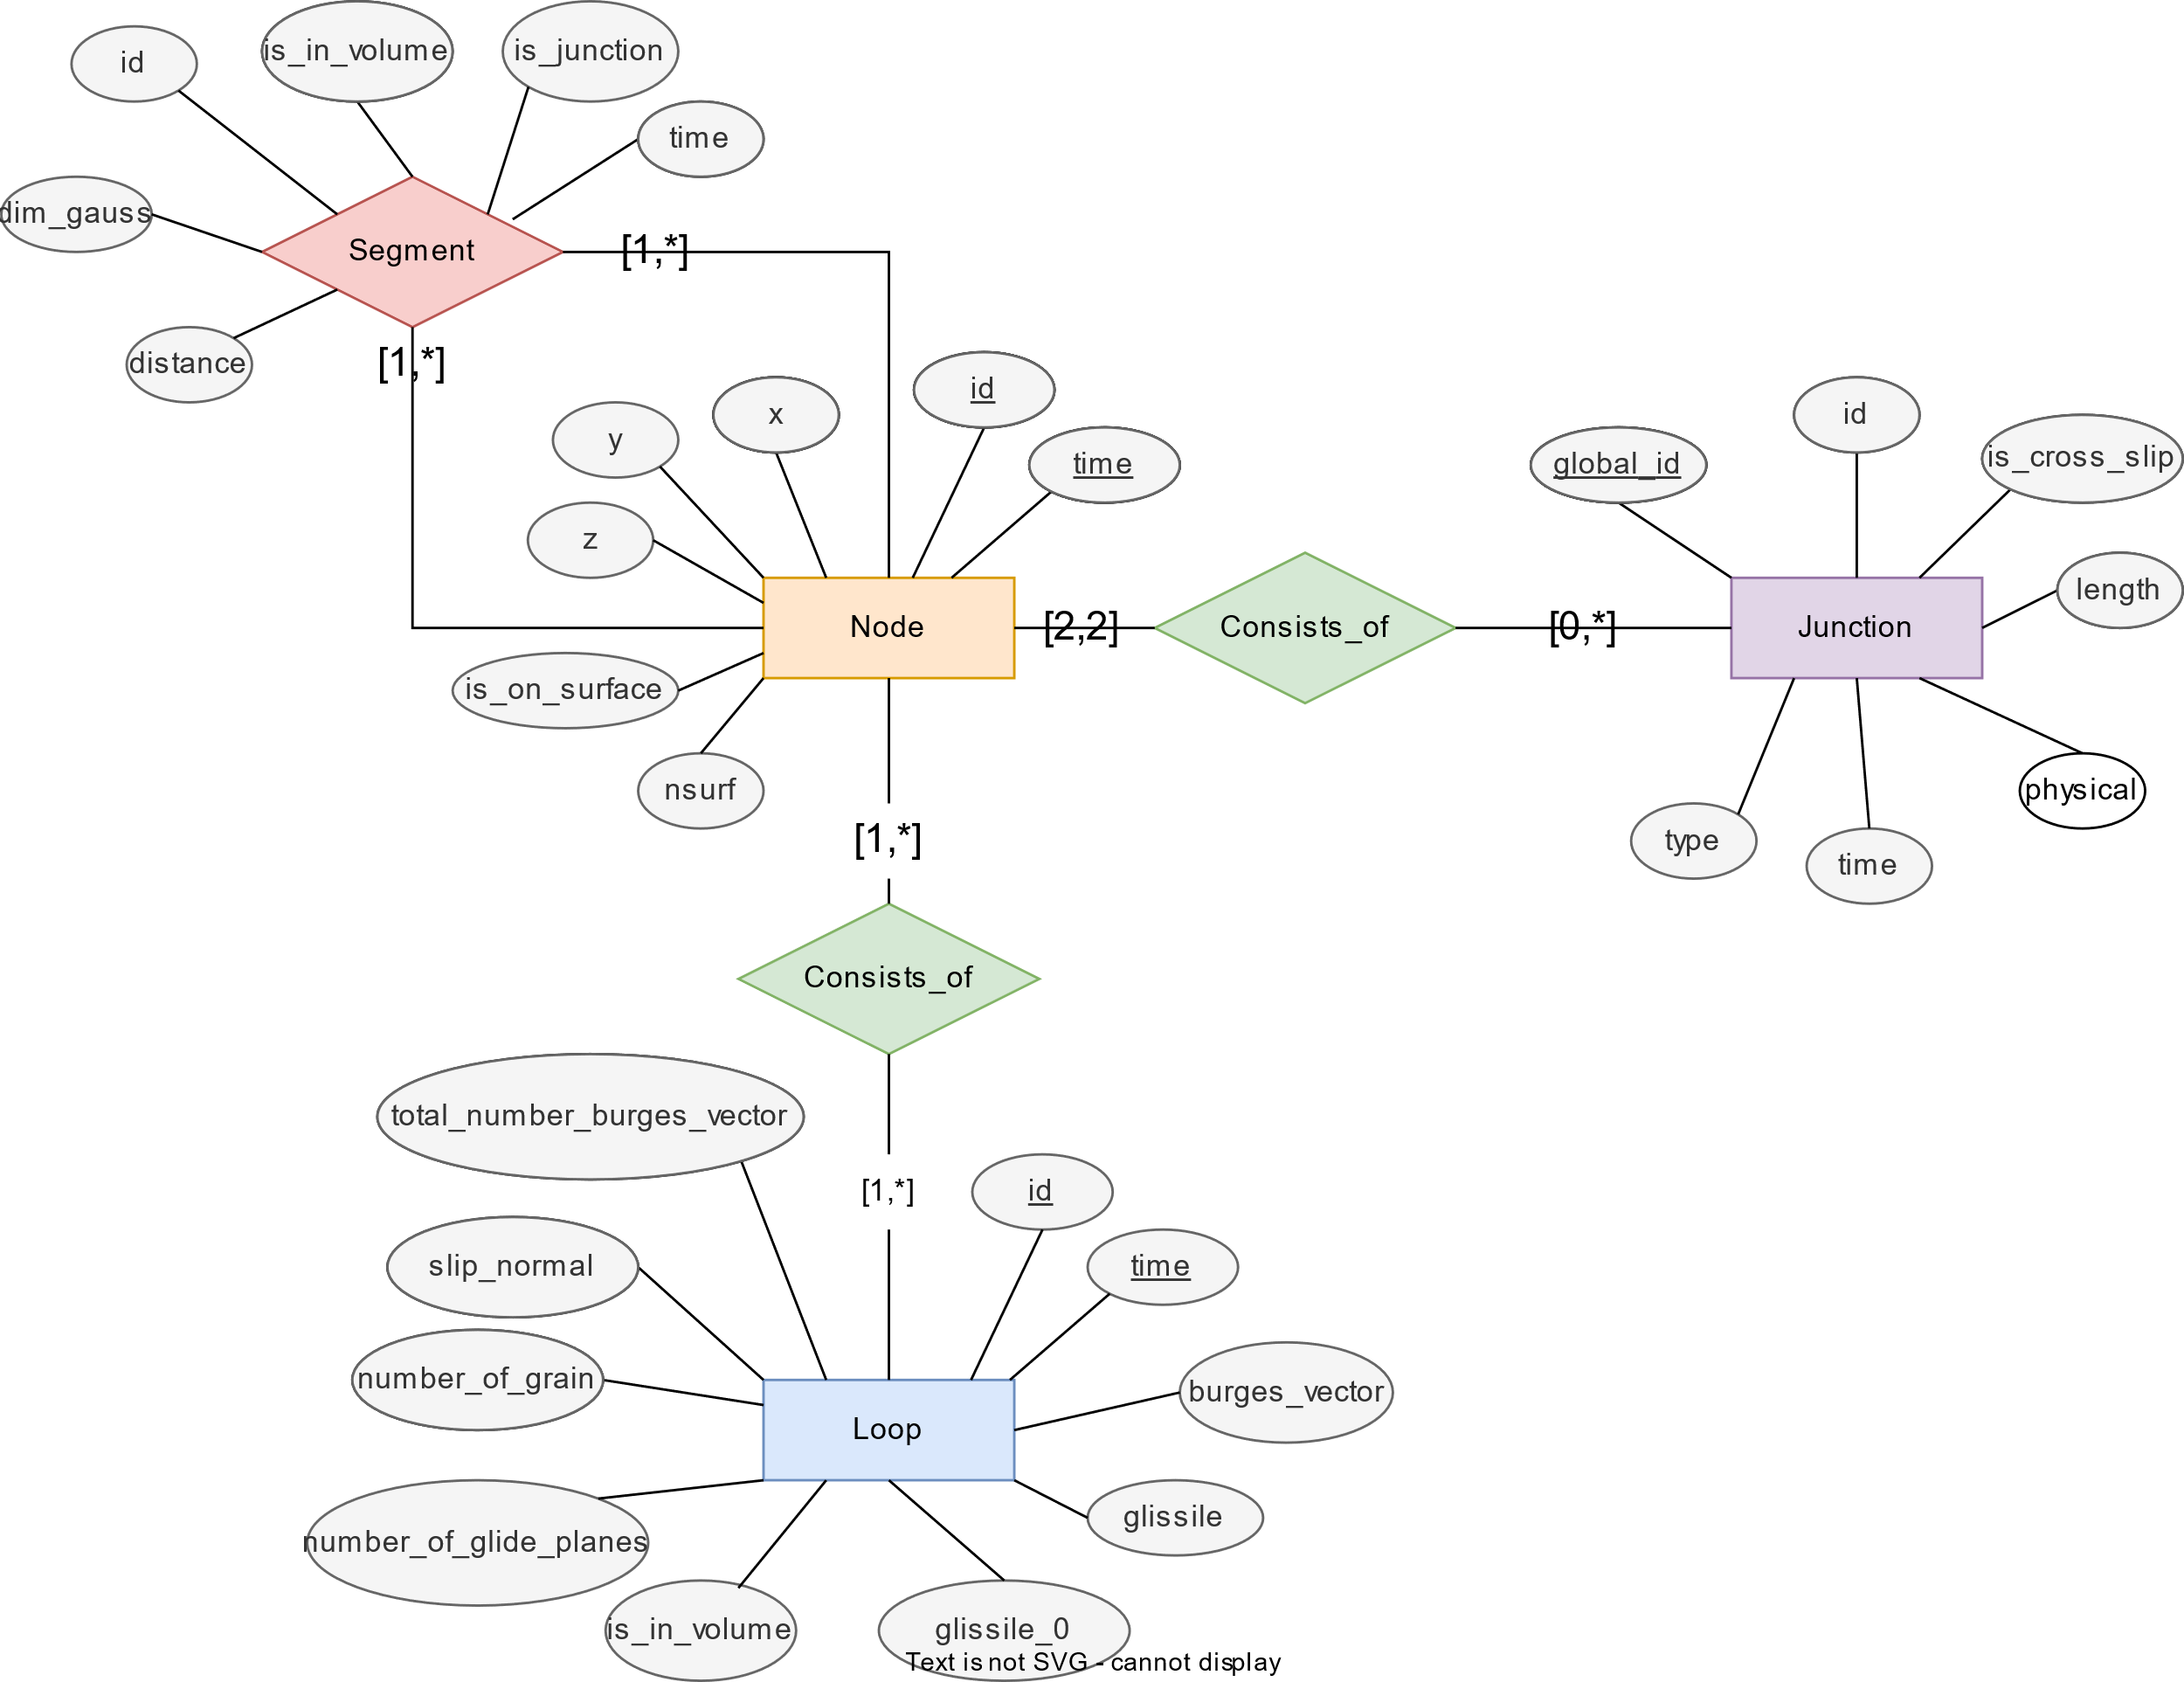 is_in_volume
is_junction
id
time
dim_gauss
Segment
[1,*]
distance
[1,*]
id
x
y
time
z
global_id
id
is_cross_slip
length
Node
[2,2]
Consists_of
[0,*]
Junction
is_on_surface
nsurf
physical
type
time
[1,*]
Consists_of
total_number_burges_vector
[1,*]
id
slip_normal
time
number_of_grain
burges_vector
Loop
glissile
number_of_glide_planes
is_in_volume
glissile_0
Text is not SVG - cannot display